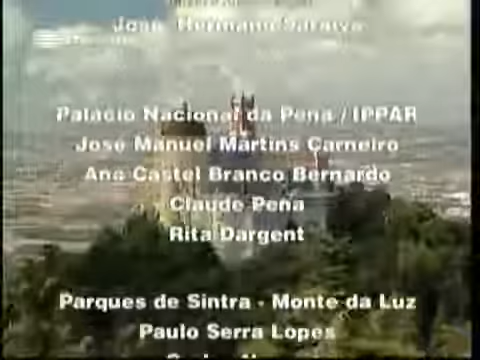 José Hermano Saraiva
Palácio Nacional da Pena / IPPAR
José Manuel Martins Carneiro
Ana Castel Branco Bernardo
Claude Pena
Rita Dargent
Parques de Sintra - Monte da Luz
Paulo Serra Lopes